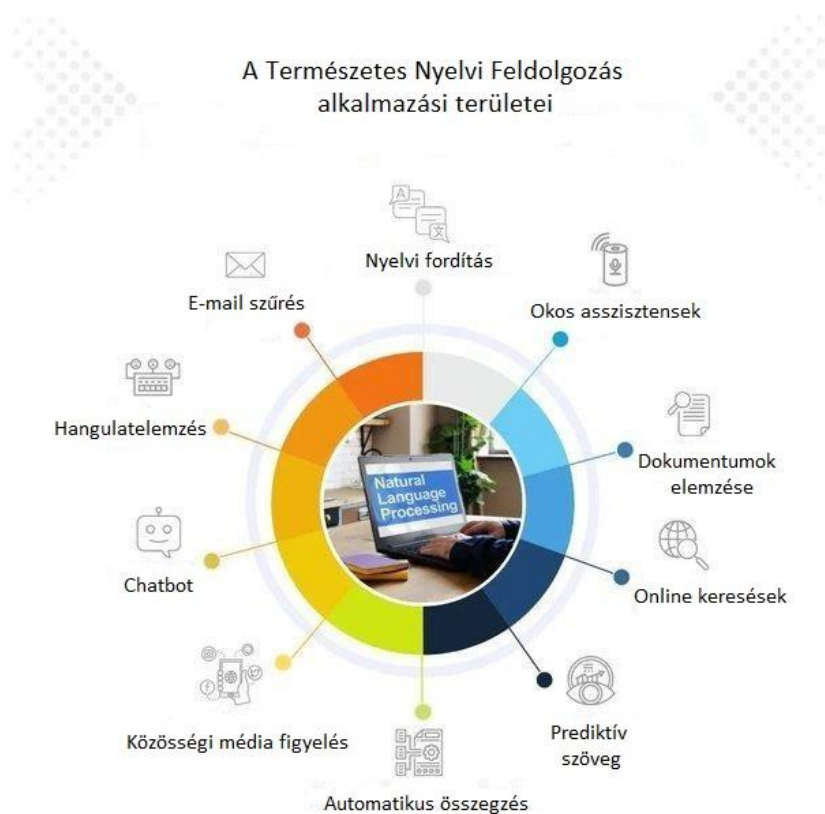 A Természetes Nyelvi Feldolgozás
alkalmazási területei
Nyelvi fordítás
Okos asszisztensek
Dokumentumok
elemzése
Online keresések
Prediktív
szöveg
Automatikus összegzés
Közösségi média figyelés
Chatbot
Hangulatelemzés
E-mail szűrés
Natural
Language
Processing